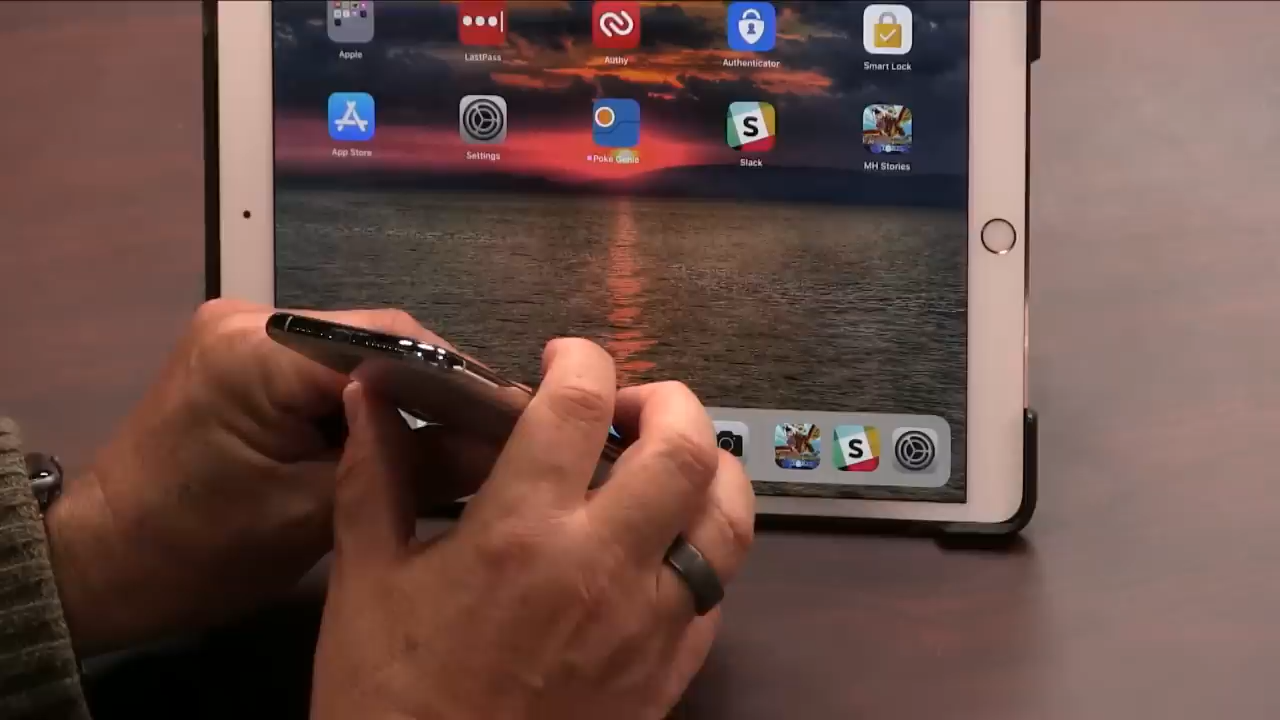 Apple
LastPass
Authy
Authenticator
Smart Lock
App Store
Settings
Poke Genie
Slack
MH Stories
S
S